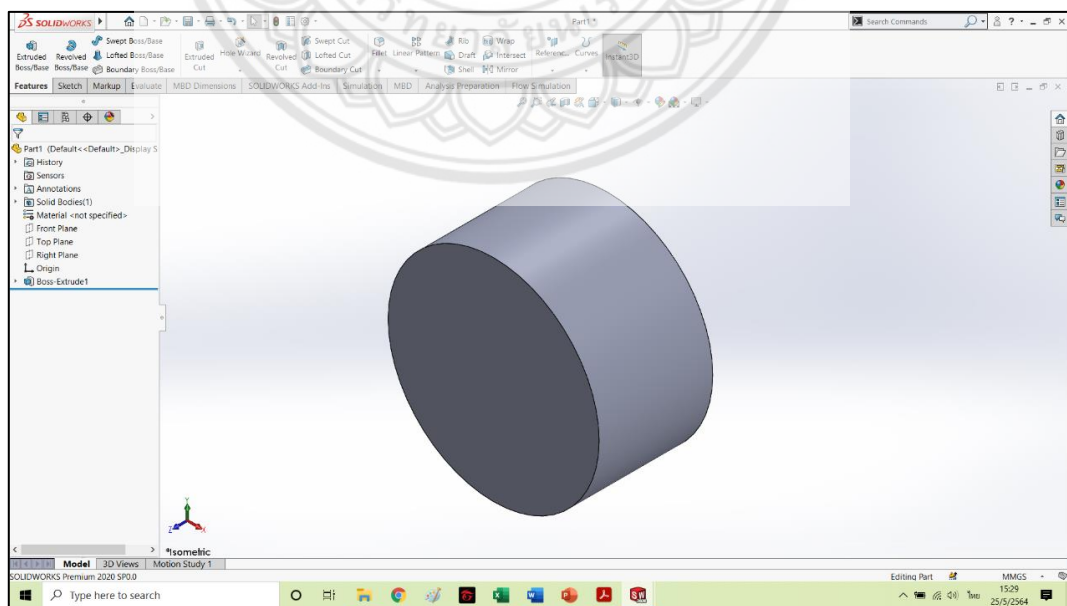 SOLIDWORKS
Part1 *
Search Commands
Extruded Boss/Base
Revolved Boss/Base
Swept Boss/Base
Lofted Boss/Base
Boundary Boss/Base
Extruded Cut
Hole Wizard
Revolved Cut
Swept Cut
Lofted Cut
Boundary Cut
Fillet
Linear Pattern
Rib
Draft
Shell
Wrap
Intersect
Mirror
Referenc...
Curves
Instant3D
Features Sketch Markup Evaluate MBD Dimensions SOLIDWORKS Add-Ins Simulation MBD Analysis Preparation Flow Simulation
Part1 (Default<<Default>_Display S
History
Sensors
Annotations
Solid Bodies(1)
Material <not specified>
Front Plane
Top Plane
Right Plane
Origin
Boss-Extrude1
Y
Z
X
*Isometric
Model 3D Views Motion Study 1
SOLIDWORKS Premium 2020 SP0.0
Editing Part
MMGS
Type here to search
ไทย
15:29
25/5/2564